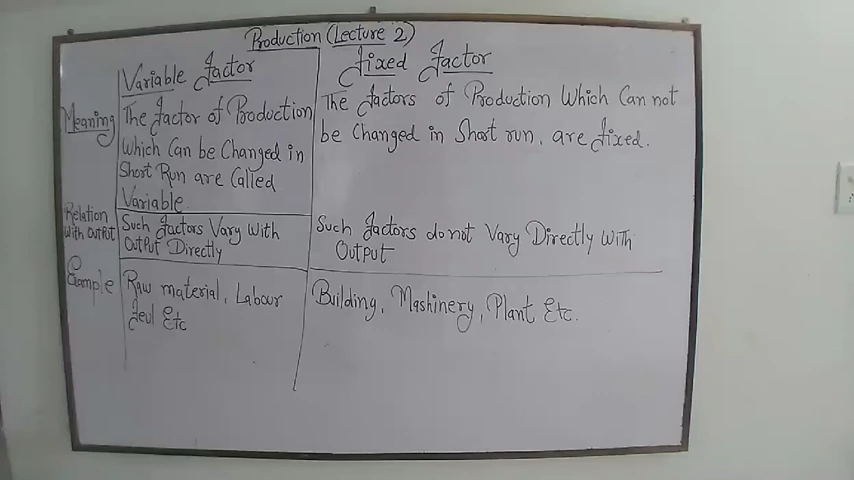 Production (Lecture 2)
Variable Factor
Fixed Factor
Meaning
The Factor of Production
Which Can be Changed in
Short Run are Called
Variable.
The Factors of Production Which Can not
be Changed in Short run, are fixed.
Relation
With OutPut
Such Factors Vary With
OutPut Directly
Such Factors do not Vary Directly With
Output
Example
Raw material, Labour
Feul Etc
Building, Mashinery, Plant Etc.